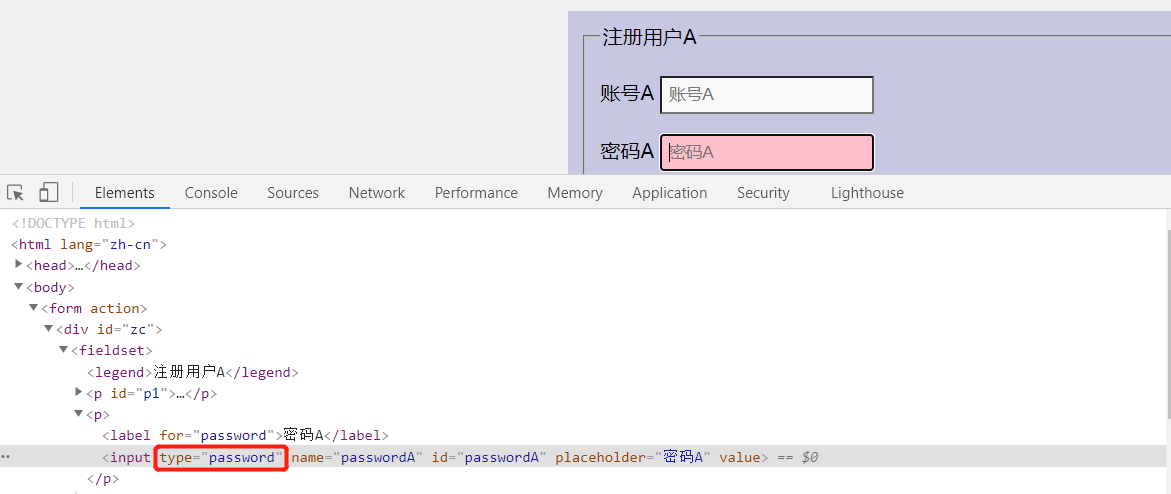 注册用户A
账号A 账号A
密码A 密码A
Elements Console Sources Network Performance Memory Application Security Lighthouse
<!DOCTYPE html>
<html lang="zh-cn">
<head>…</head>
<body>
<form action>
<div id="zc">
<fieldset>
<legend>注册用户A</legend>
<p id="p1">…</p>
<p>
<label for="password">密码A</label>
<input type="password" name="passwordA" id="passwordA" placeholder="密码A" value> == $0
</p>